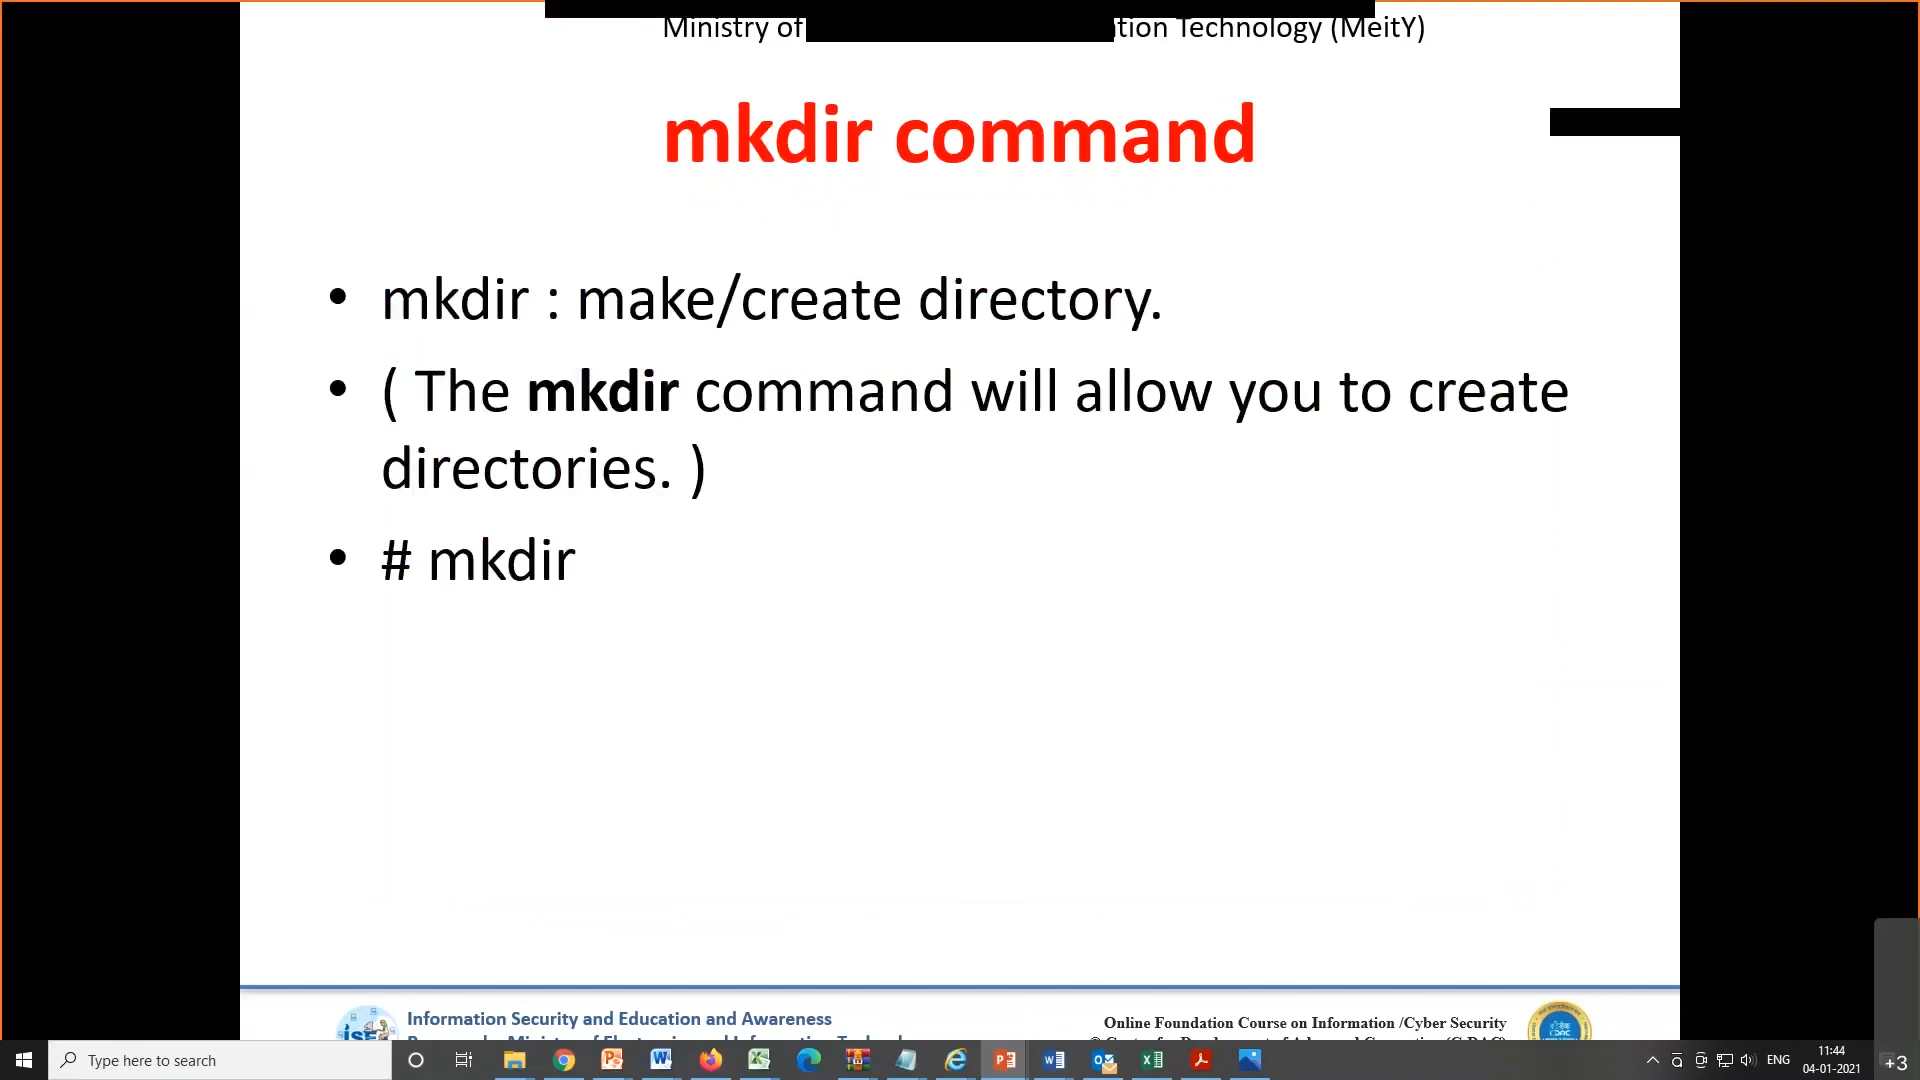 Ministry of
Technology (MeitY)
mkdir command
• mkdir : make/create directory.
• ( The mkdir command will allow you to create
directories. )
• # mkdir
Information Security and Education and Awareness
Online Foundation Course on Information /Cyber Security
Type here to search
ENG
11:44
04-01-2021
+3